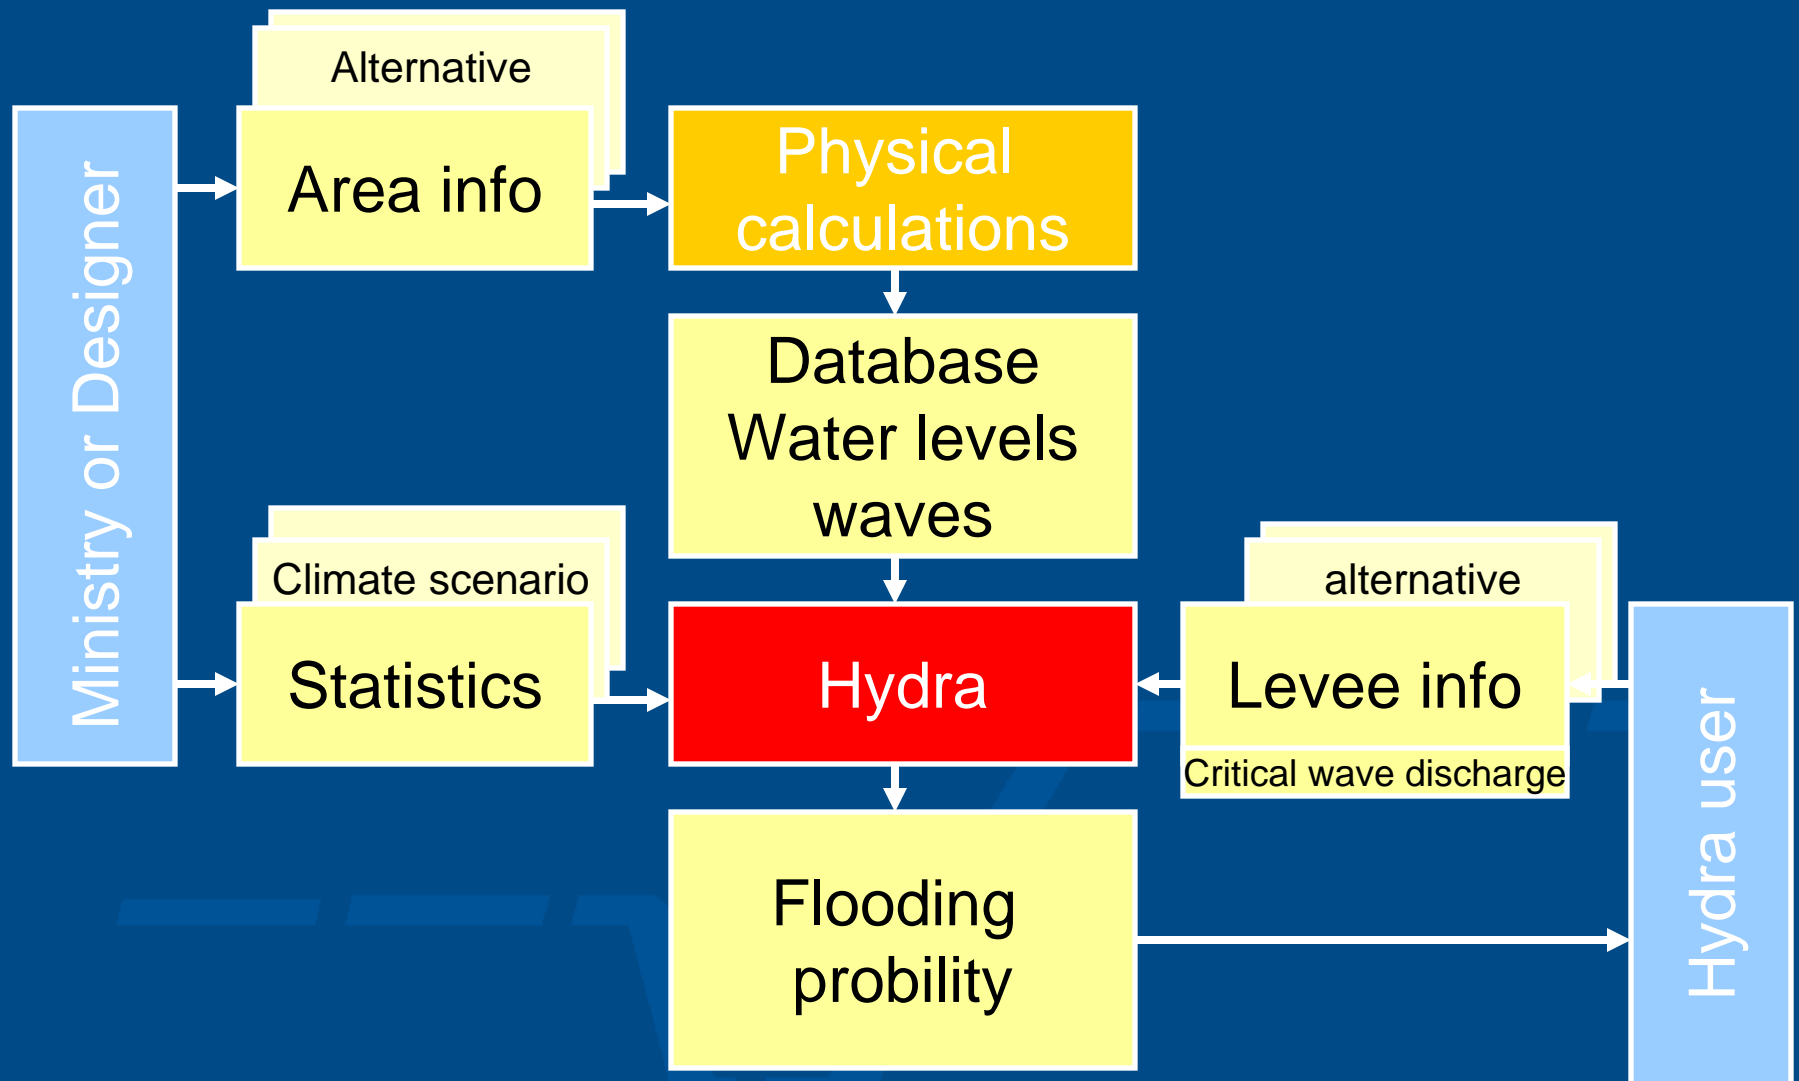 Alternative
Area info
Physical
calculations
Ministry or Designer
Database
Water levels
waves
Climate scenario
Statistics
Hydra
alternative
Levee info
Critical wave discharge
Hydra user
Flooding
probility